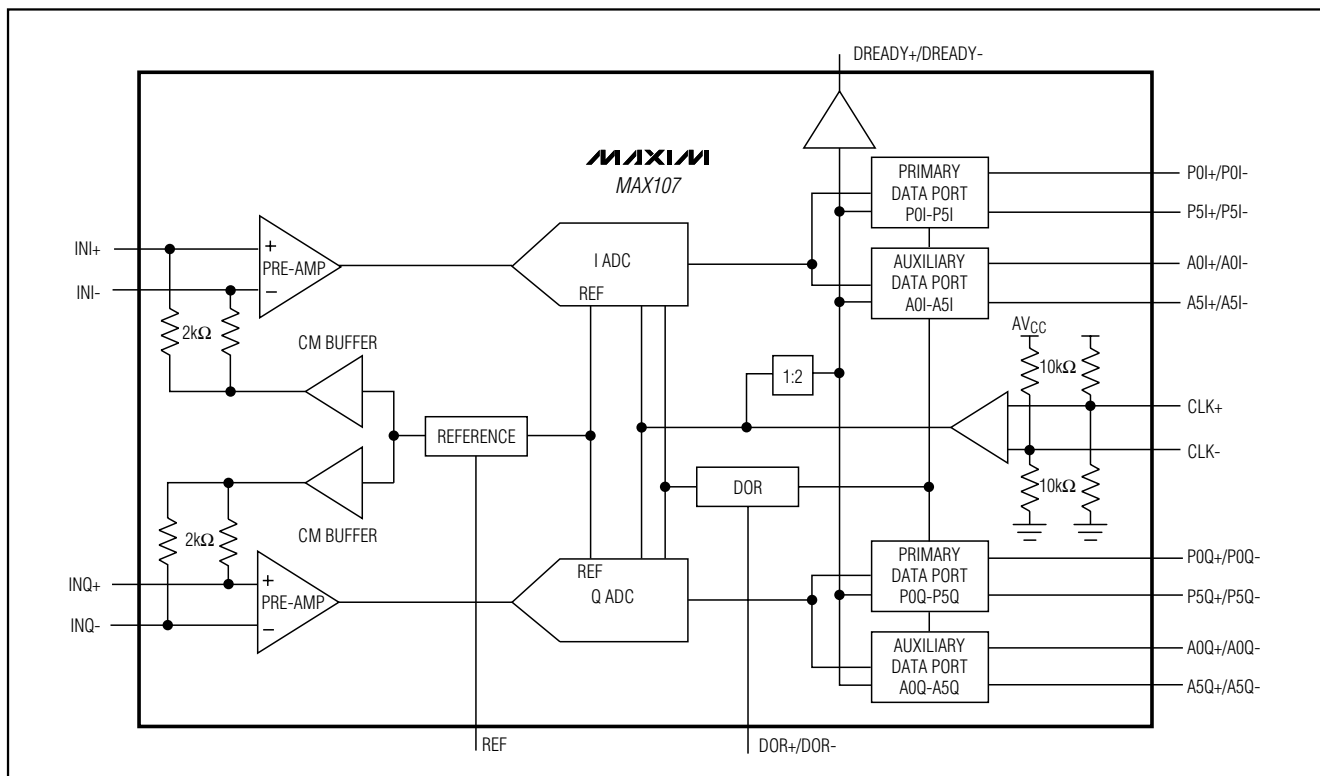 DREADY+/DREADY-
MAXIM
MAX107
PRIMARY
DATA PORT
P0I-P5I
P0I+/P0I-
P5I+/P5I-
INI+
+
PRE-AMP
−
INI-
I ADC
REF
AUXILIARY
DATA PORT
A0I-A5I
A0I+/A0I-
A5I+/A5I-
2kΩ
CM BUFFER
AVCC
10kΩ
1:2
CLK+
REFERENCE
CLK-
DOR
10kΩ
CM BUFFER
2kΩ
INQ+
+
PRE-AMP
−
INQ-
REF
Q ADC
PRIMARY
DATA PORT
P0Q-P5Q
P0Q+/P0Q-
P5Q+/P5Q-
AUXILIARY
DATA PORT
A0Q-A5Q
A0Q+/A0Q-
A5Q+/A5Q-
REF
DOR+/DOR-